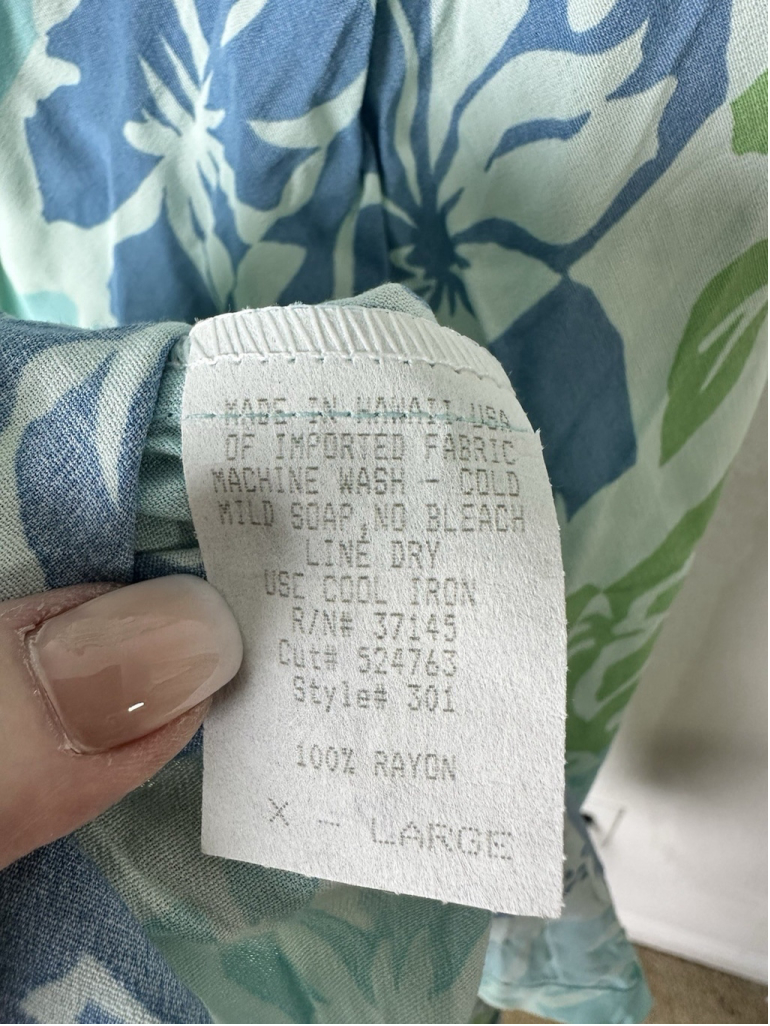 MADE IN HAWAII USA
OF IMPORTED FABRIC
MACHINE WASH - COLD
MILD SOAP,NO BLEACH
LINE DRY
USE COOL IRON
R/N# 37145
Cut# 524763
Style# 301
100% RAYON
X - LARGE